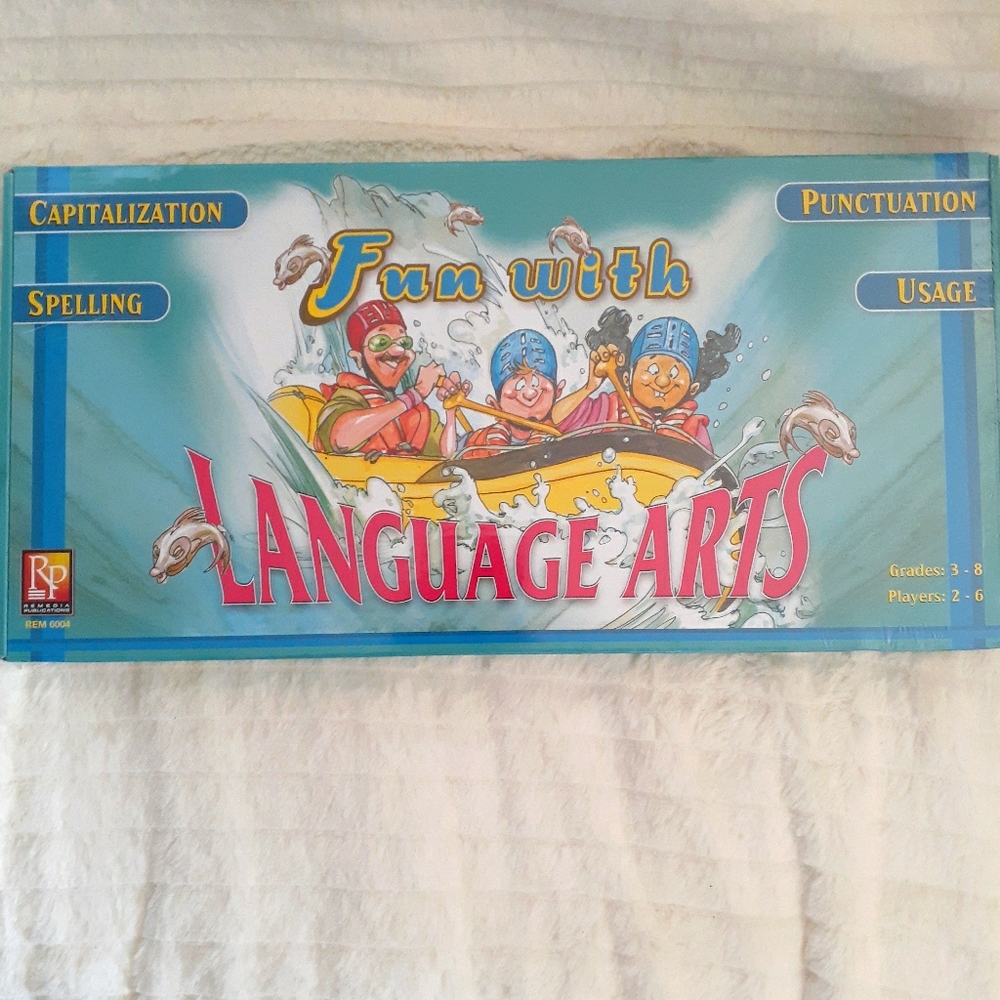 CAPITALIZATION
PUNCTUATION
SPELLING
USAGE
Fun with
LANGUAGE ARTS
Grades: 3 - 8
Players: 2 - 6
RP
REMEDIA
PUBLICATIONS
REM 6004